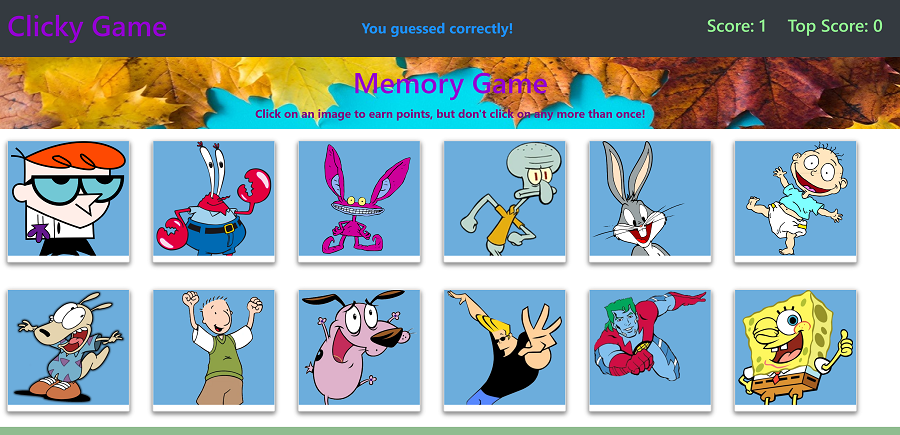 Clicky Game
You guessed correctly!
Score: 1 Top Score: 0
Memory Game
Click on an image to earn points, but don't click on any more than once!